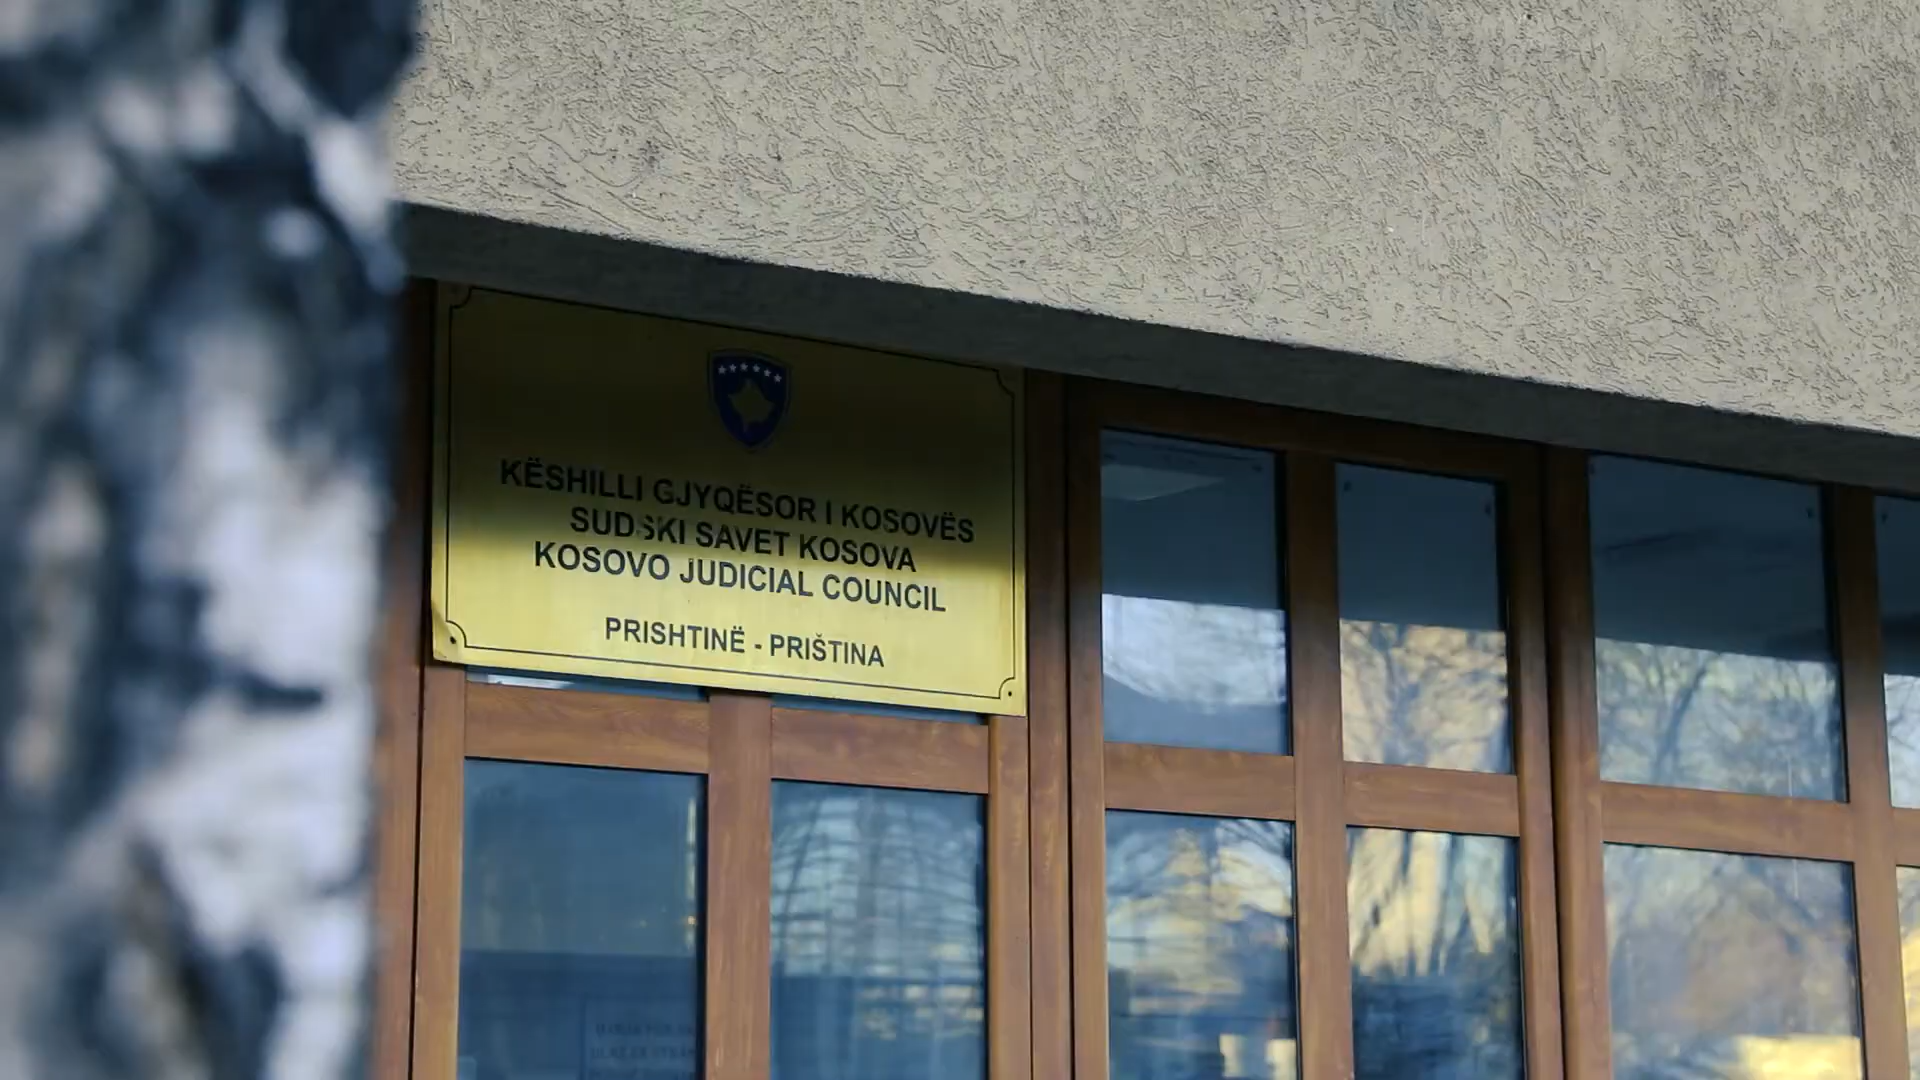 KËSHILLI GJYQËSOR I KOSOVËS
SUDSKI SAVET KOSOVA
KOSOVO JUDICIAL COUNCIL
PRISHTINË - PRIŠTINA